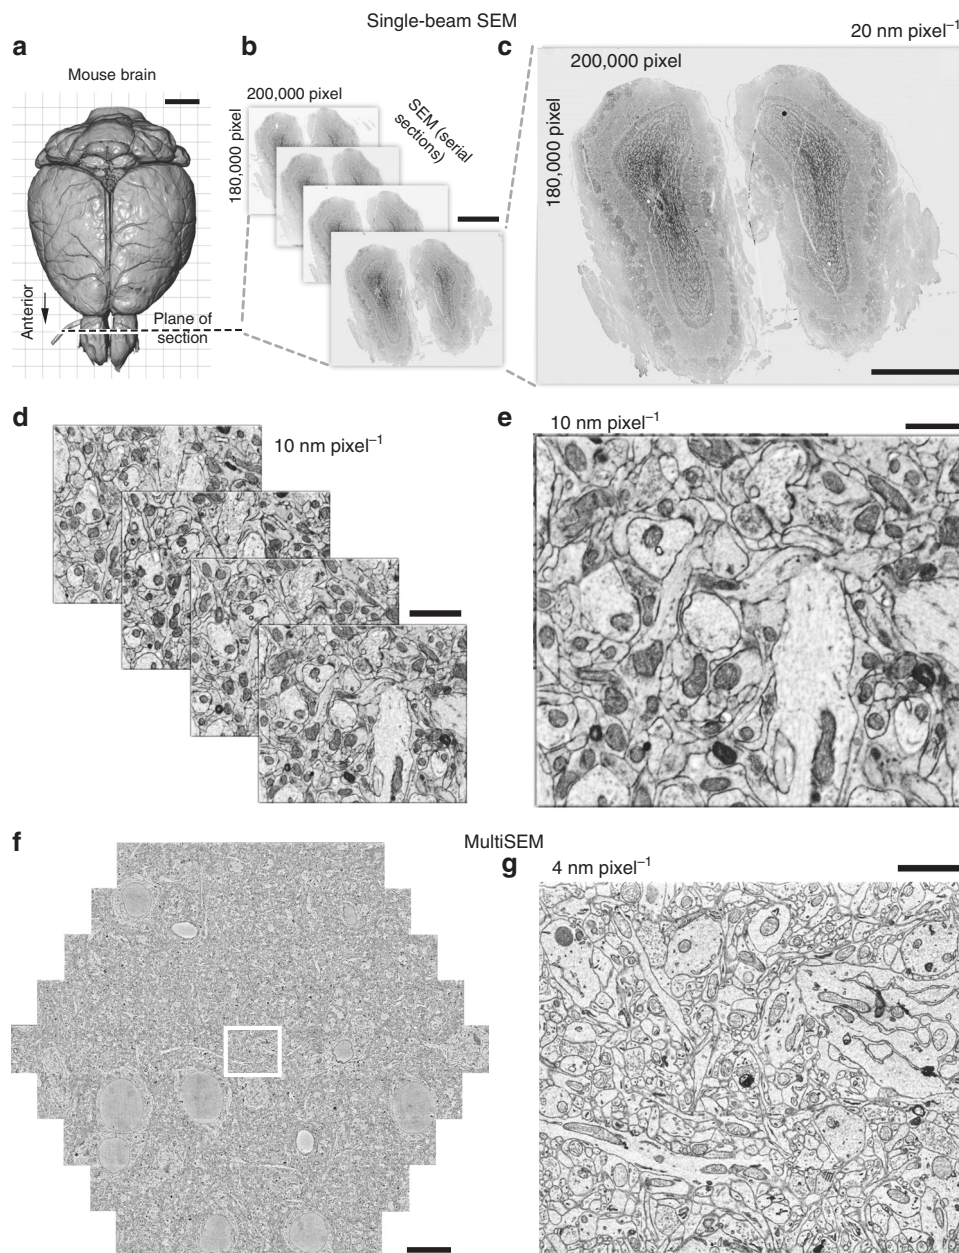 Single-beam SEM
a
Mouse brain
Anterior
Plane of
section
b
200,000 pixel
180,000 pixel
SEM (serial
sections)
c
20 nm pixel⁻¹
200,000 pixel
180,000 pixel
d
10 nm pixel⁻¹
e
10 nm pixel⁻¹
MultiSEM
f
g
4 nm pixel⁻¹